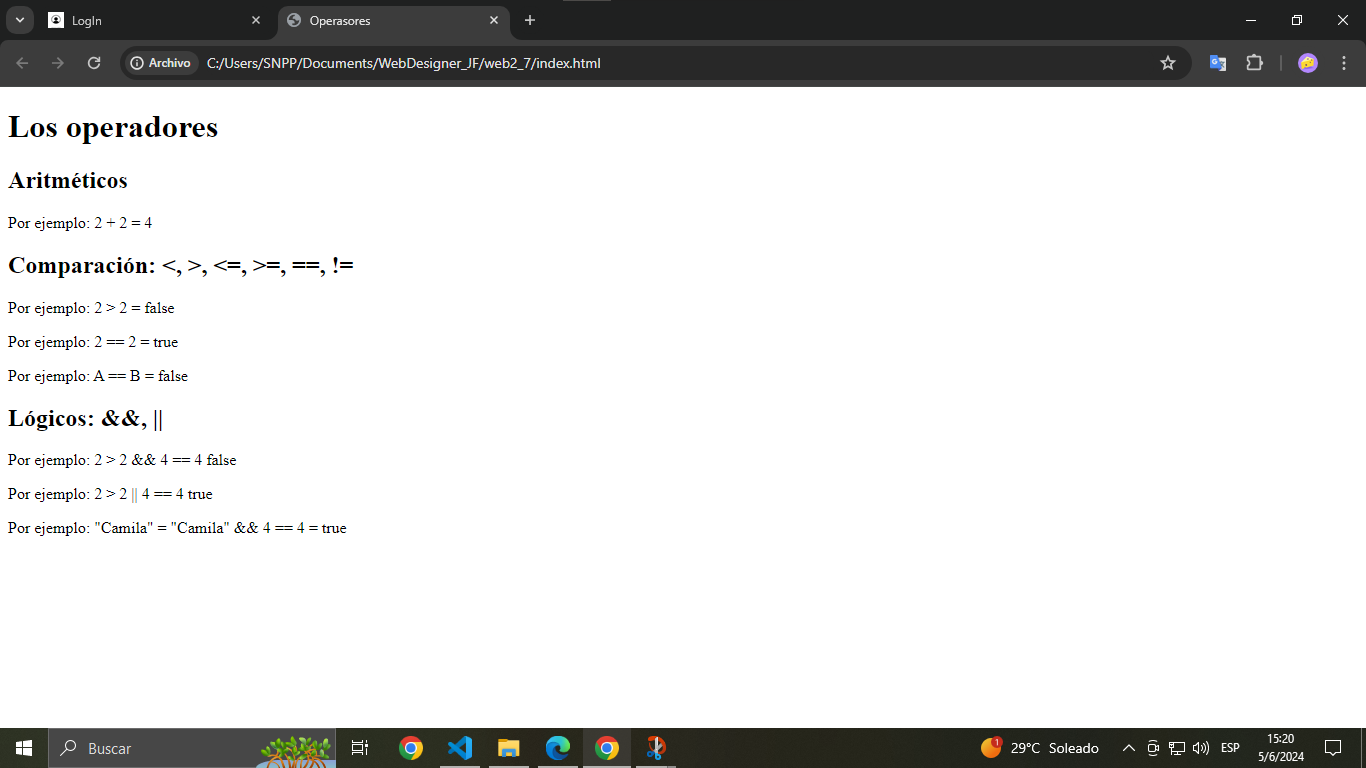 LogIn
Operasores
Archivo
C:/Users/SNPP/Documents/WebDesigner_JF/web2_7/index.html
Los operadores
Aritméticos
Por ejemplo: 2 + 2 = 4
Comparación: <, >, <=, >=, ==, !=
Por ejemplo: 2 > 2 = false
Por ejemplo: 2 == 2 = true
Por ejemplo: A == B = false
Lógicos: &&, ||
Por ejemplo: 2 > 2 && 4 == 4 false
Por ejemplo: 2 > 2 || 4 == 4 true
Por ejemplo: "Camila" = "Camila" && 4 == 4 = true
Buscar
1
29°C Soleado
ESP
15:20
5/6/2024